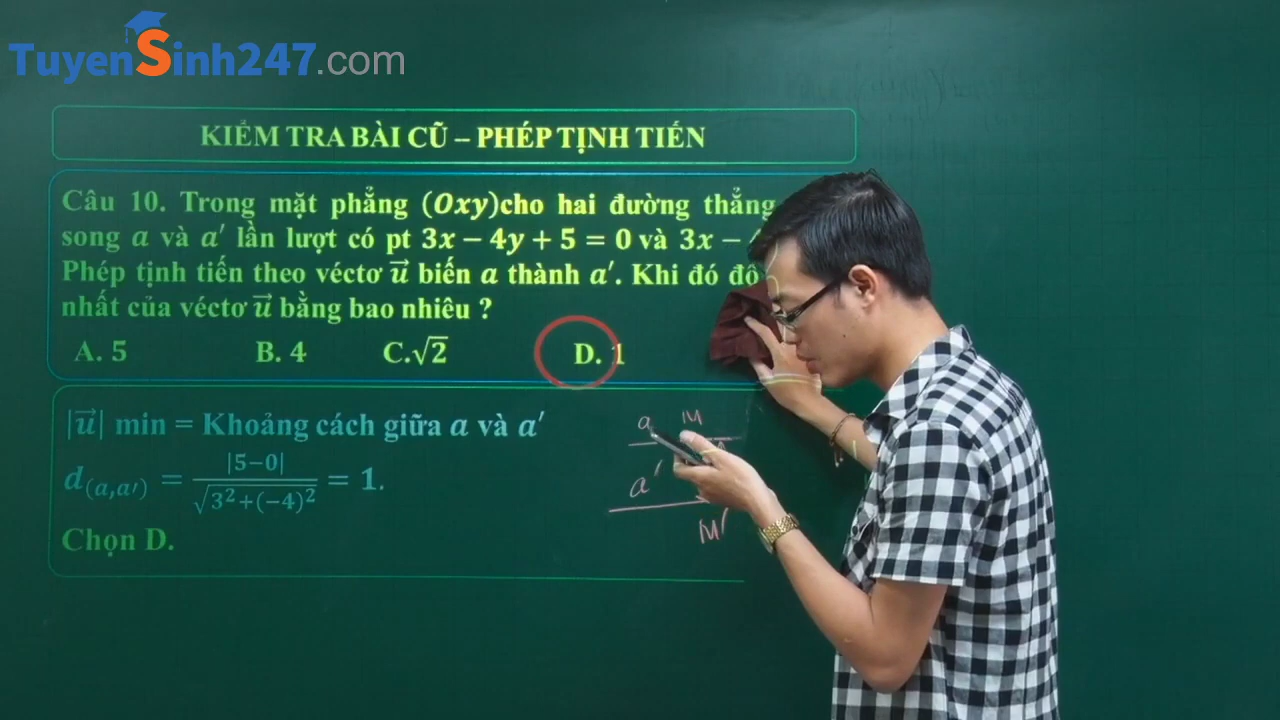 TuyenSinh247.com
KIỂM TRA BÀI CŨ – PHÉP TỊNH TIẾN
Câu 10. Trong mặt phẳng (Oxy)cho hai đường thẳng
song a và a′ lần lượt có pt 3x − 4y + 5 = 0 và 3x −
Phép tịnh tiến theo véctơ u⃗ biến a thành a′. Khi đó độ
nhất của véctơ u⃗ bằng bao nhiêu ?
A. 5 B. 4 C.√2 D. 1
|u⃗| min = Khoảng cách giữa a và a′
d(a,a′) = |5−0| / √(3²+(−4)²) = 1.
Chọn D.
a M
a′
M′